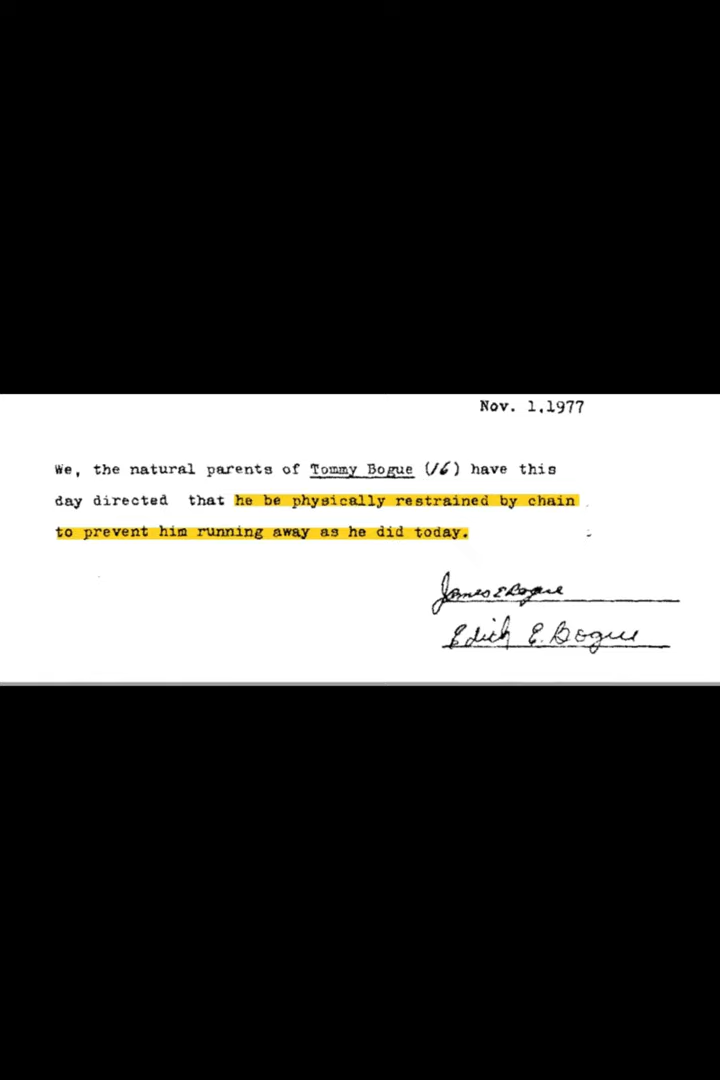 Nov. 1,1977
We, the natural parents of Tommy Bogue (16) have this
day directed that he be physically restrained by chain
to prevent him running away as he did today.
James E Bogue
Edith E. Bogue